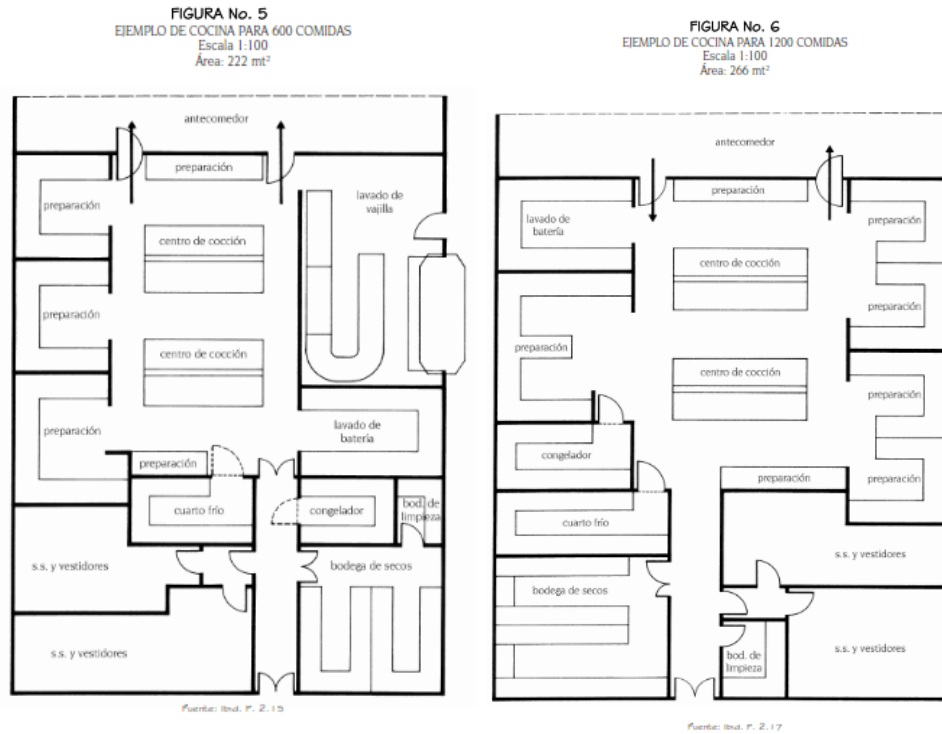 FIGURA No. 5
EJEMPLO DE COCINA PARA 600 COMIDAS
Escala 1:100
Área: 222 mt²
antecomedor
preparación
preparación
lavado de
vajilla
centro de cocción
preparación
centro de cocción
preparación
lavado de
batería
preparación
cuarto frío
congelador
bod. de
limpieza
s.s. y vestidores
bodega de secos
s.s. y vestidores
Fuente: Ibid. P. 2.15
FIGURA No. 6
EJEMPLO DE COCINA PARA 1200 COMIDAS
Escala 1:100
Área: 266 mt²
antecomedor
preparación
lavado de
batería
preparación
centro de cocción
preparación
preparación
centro de cocción
preparación
congelador
preparación
preparación
cuarto frío
s.s. y vestidores
bodega de secos
bod. de
limpieza
s.s. y vestidores
Fuente: Ibid. P. 2.17